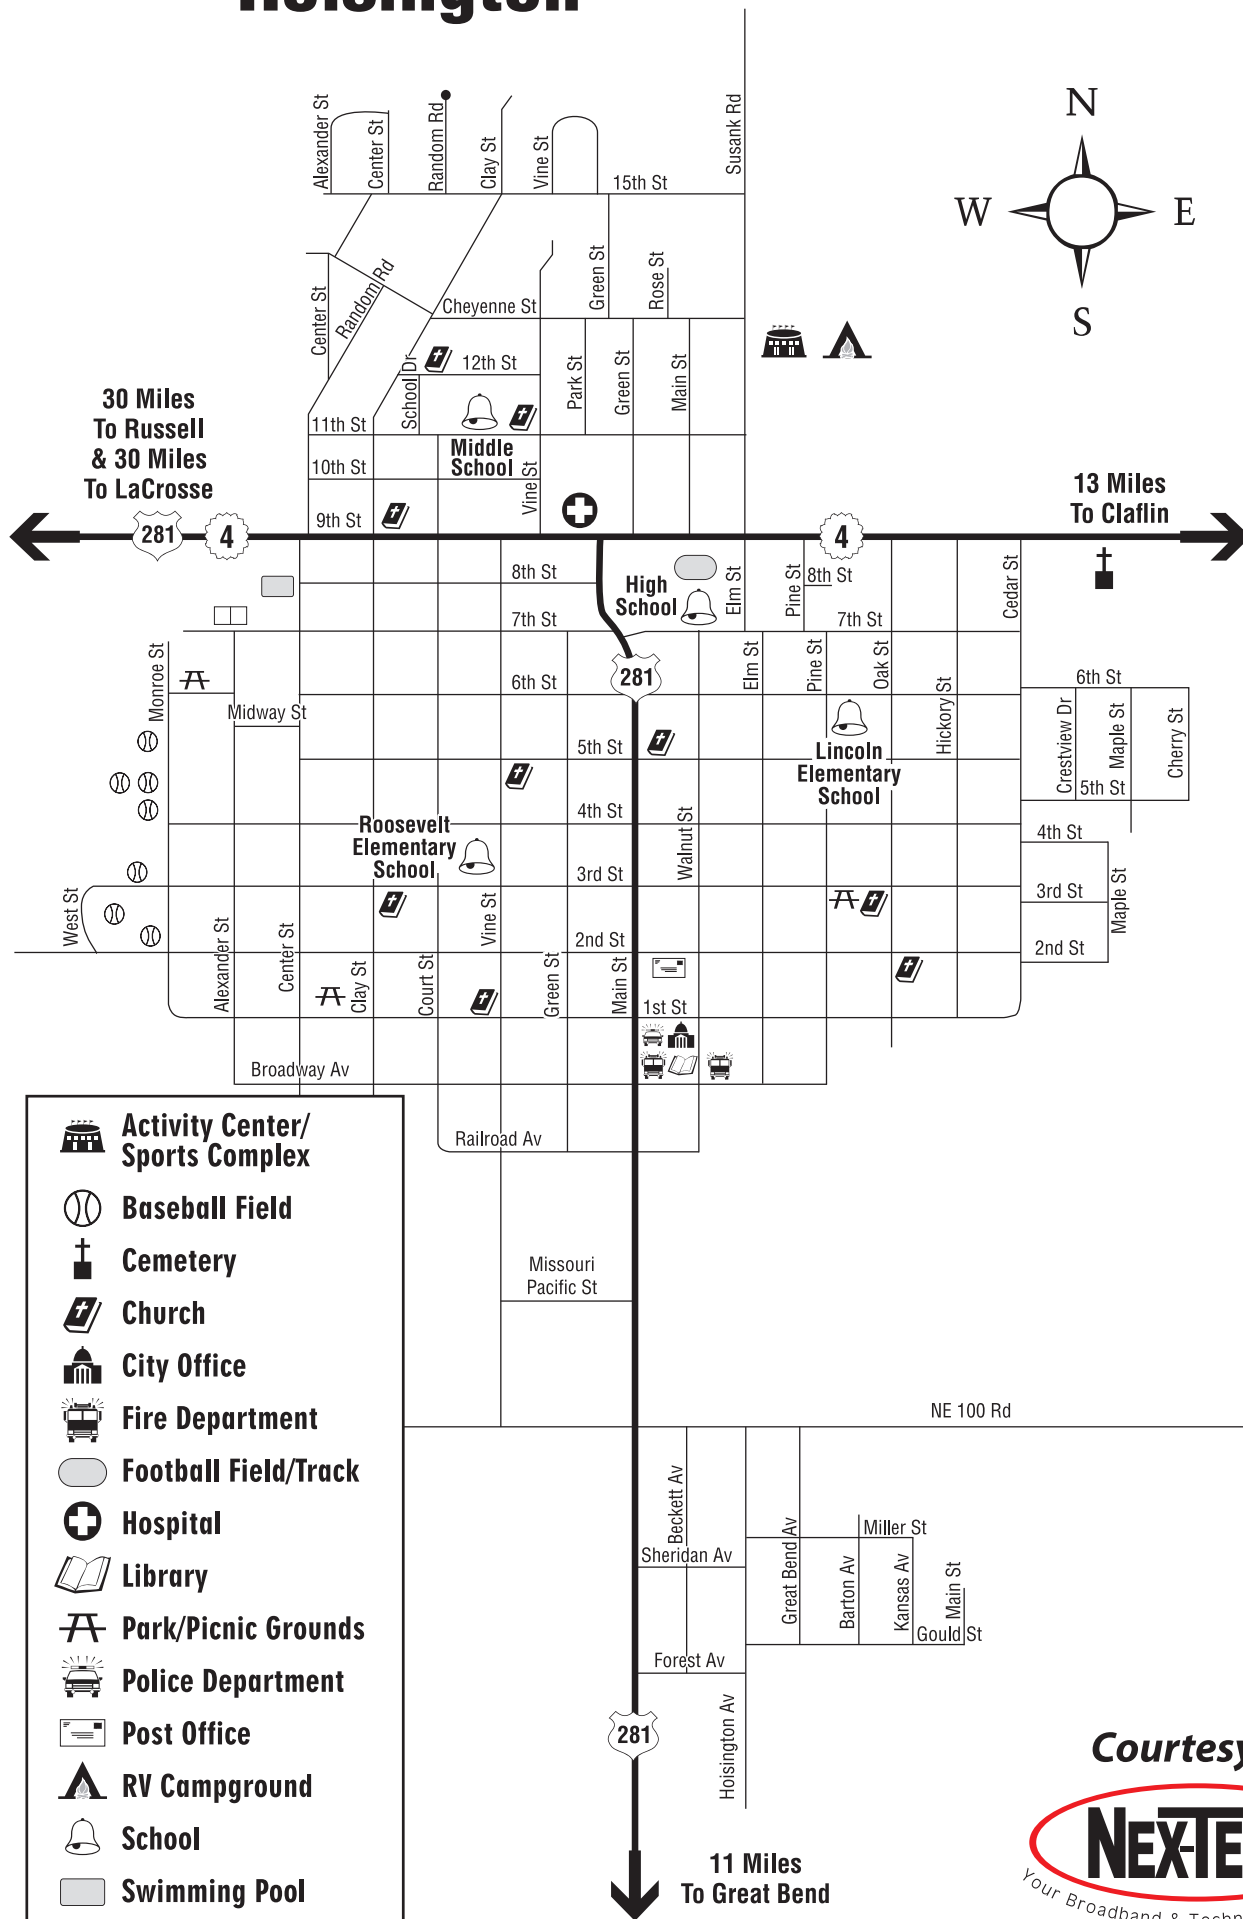 Hoisington
Alexander St
Center St
Random Rd
Clay St
Vine St
Susank Rd
15th St
N
W
E
S
Center St
Random Rd
Cheyenne St
Green St
Rose St
School Dr
12th St
Park St
Green St
Main St
30 Miles
To Russell
& 30 Miles
To LaCrosse
11th St
Middle
School
10th St
Vine St
9th St
13 Miles
To Claflin
281
4
4
8th St
High
School
Elm St
Pine St
8th St
Cedar St
7th St
7th St
281
Monroe St
6th St
Elm St
Pine St
Oak St
Hickory St
6th St
Midway St
5th St
Crestview Dr
Maple St
Cherry St
Lincoln
Elementary
School
5th St
4th St
Roosevelt
Elementary
School
Walnut St
4th St
3rd St
3rd St
Maple St
West St
Alexander St
Center St
Clay St
Court St
Vine St
Green St
2nd St
Main St
2nd St
1st St
Broadway Av
Railroad Av
Missouri
Pacific St
NE 100 Rd
Beckett Av
Sheridan Av
Great Bend Av
Miller St
Barton Av
Kansas Av
Main St
Gould St
Forest Av
Hoisington Av
281
11 Miles
To Great Bend
Activity Center/
Sports Complex
Baseball Field
Cemetery
Church
City Office
Fire Department
Football Field/Track
Hospital
Library
Park/Picnic Grounds
Police Department
Post Office
RV Campground
School
Swimming Pool
Courtesy
NEX-TE
Your Broadband & Techn